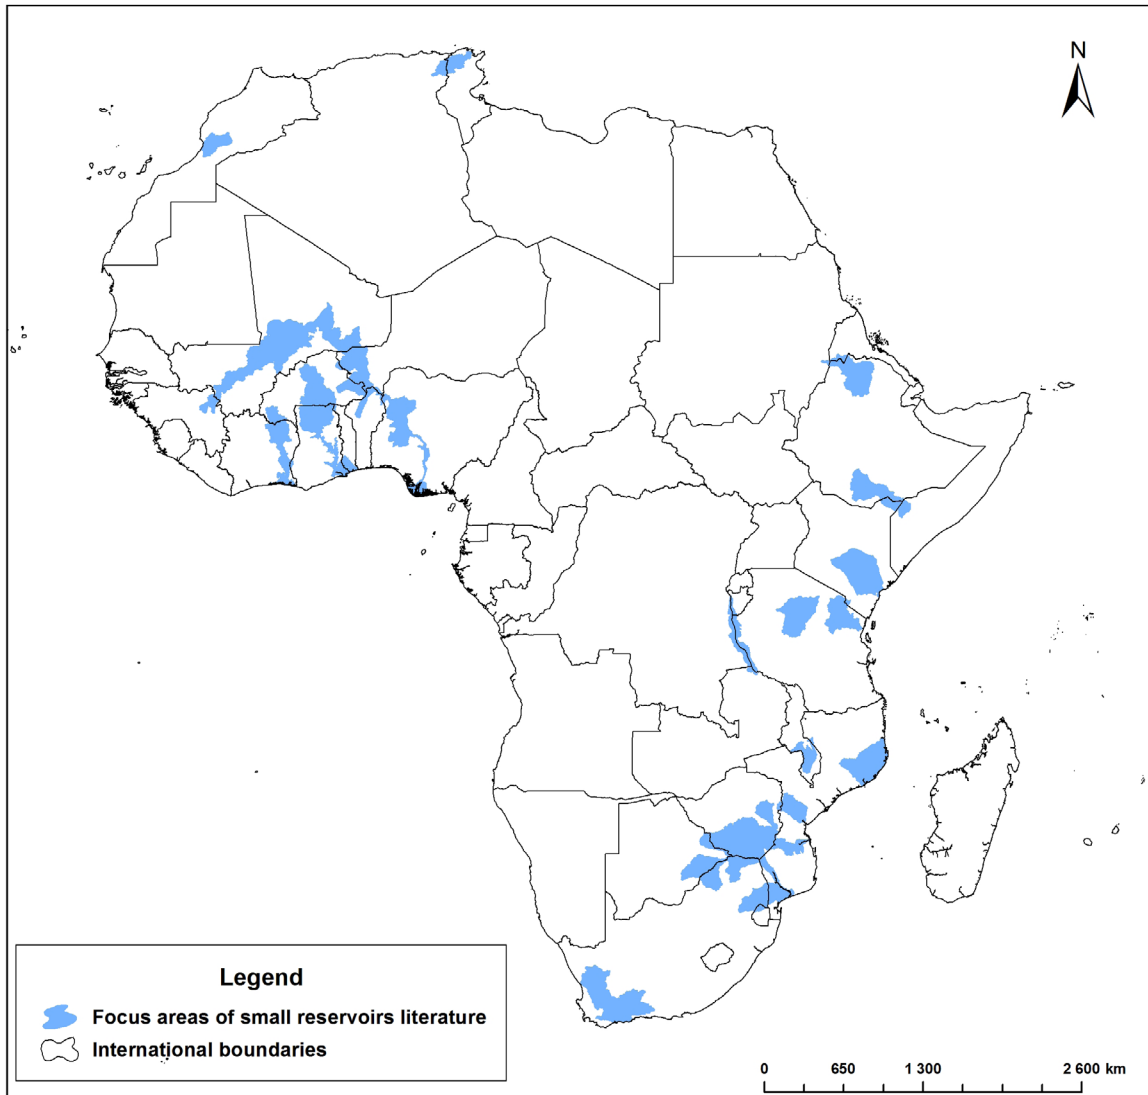 N
Legend
Focus areas of small reservoirs literature
International boundaries
0 650 1 300 2 600 km